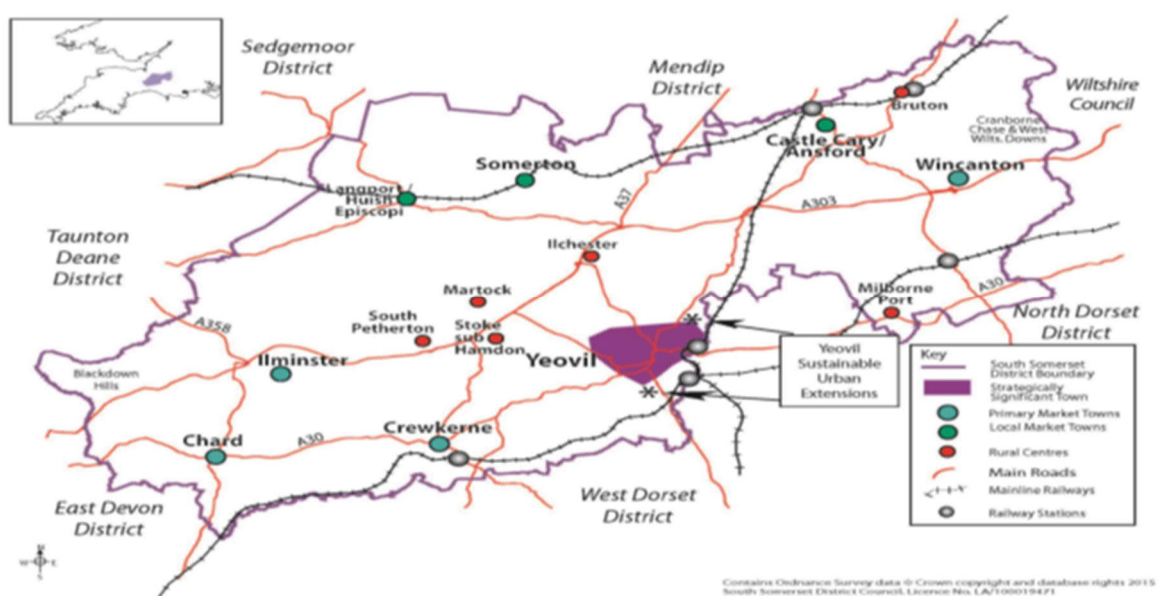 Sedgemoor
District
Mendip
District
Wiltshire
Council
Bruton
Cranborne
Chase & West
Wilts. Downs
Castle Cary/
Ansford
Wincanton
Somerton
Langport/
Huish
Episcopi
A37
A303
Taunton
Deane
District
Ilchester
Martock
Milborne
Port
A30
South
Petherton
Stoke
sub
Hamdon
A358
North Dorset
District
Yeovil
Ilminster
Blackdown
Hills
Yeovil
Sustainable
Urban
Extensions
Crewkerne
Chard
A30
West Dorset
District
East Devon
District
Key
South Somerset
District Boundary
Strategically
Significant Town
Primary Market Towns
Local Market Towns
Rural Centres
Main Roads
Mainline Railways
Railway Stations
N
W E
S
Contains Ordnance Survey data © Crown copyright and database rights 2015
South Somerset District Council. Licence No. LA/100019471